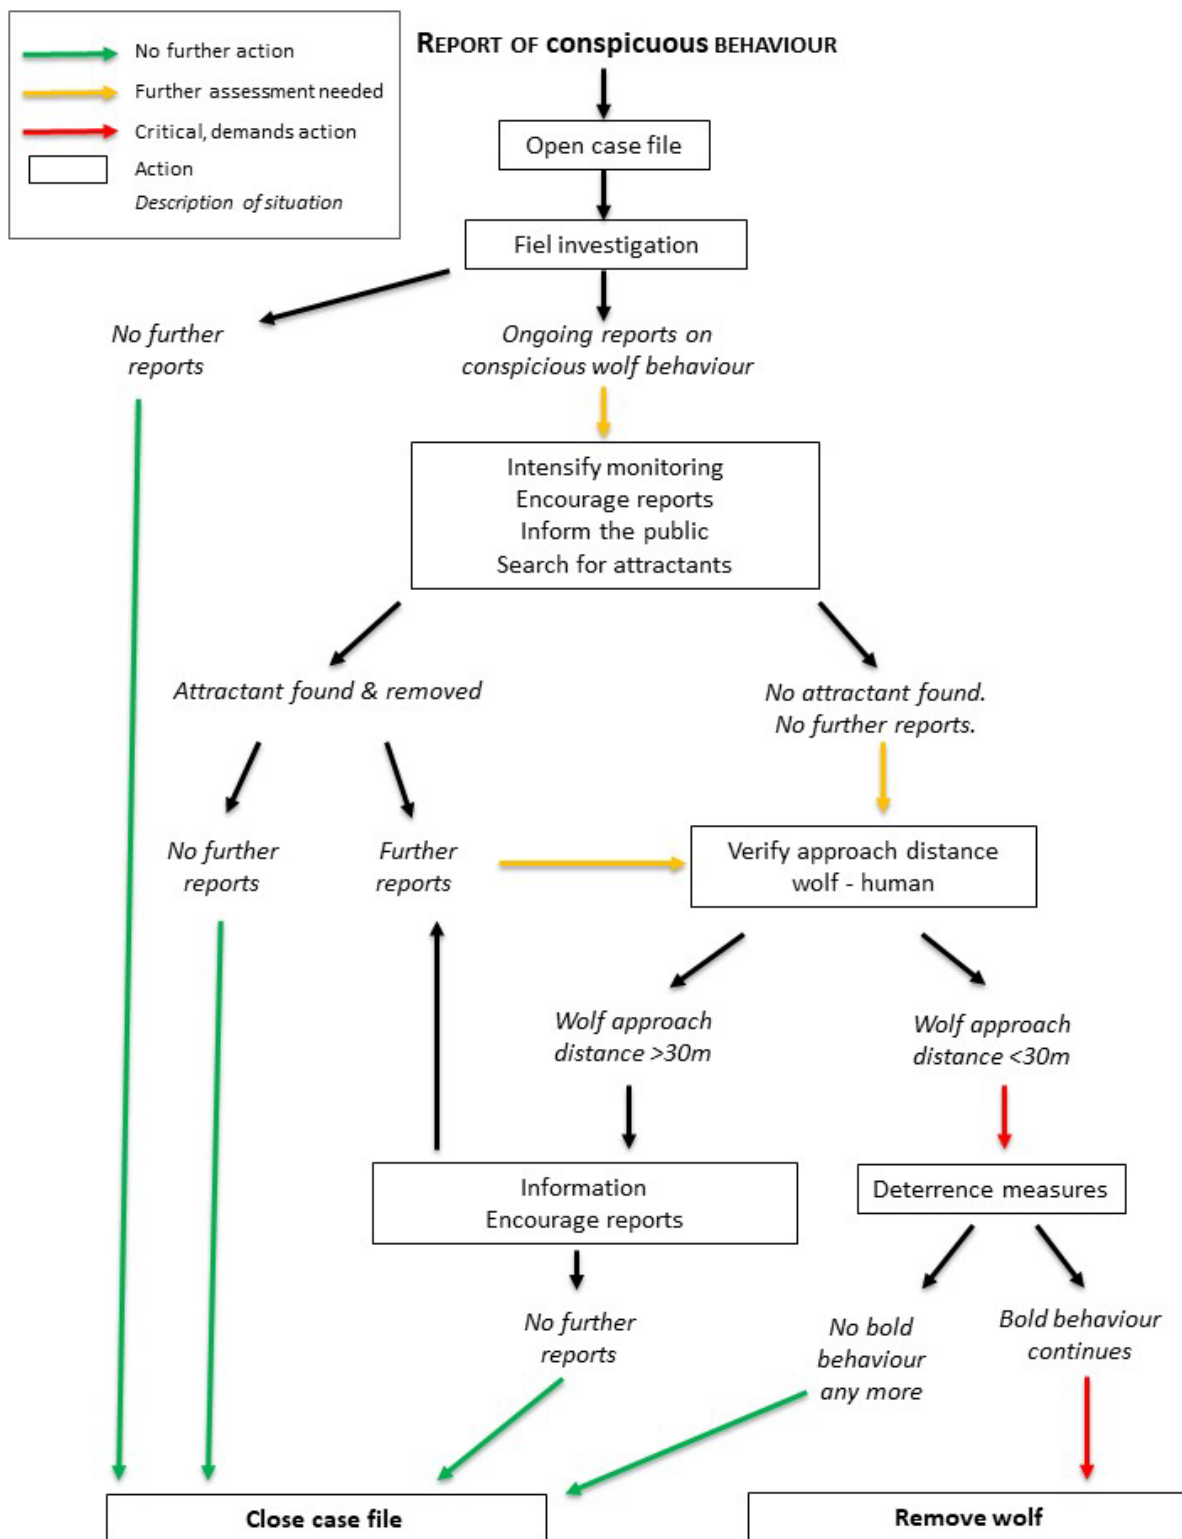 No further action
Further assessment needed
Critical, demands action
Action
Description of situation
REPORT OF conspicuous BEHAVIOUR
Open case file
Fiel investigation
No further
reports
Ongoing reports on
conspicious wolf behaviour
Intensify monitoring
Encourage reports
Inform the public
Search for attractants
Attractant found & removed
No attractant found.
No further reports.
No further
reports
Further
reports
Verify approach distance
wolf - human
Wolf approach
distance >30m
Wolf approach
distance <30m
Information
Encourage reports
Deterrence measures
No further
reports
No bold
behaviour
any more
Bold behaviour
continues
Close case file
Remove wolf